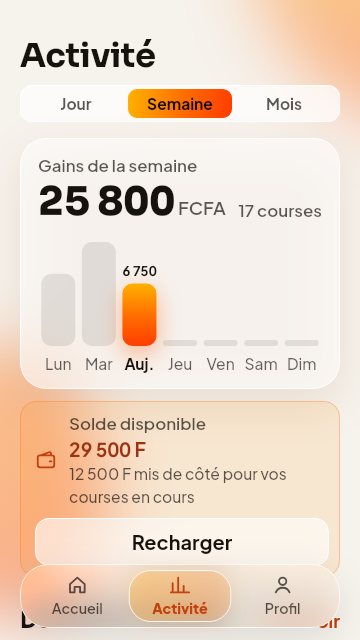 Activité
Jour Semaine Mois
Gains de la semaine
25 800 FCFA 17 courses
6 750
Lun Mar Auj. Jeu Ven Sam Dim
Solde disponible
29 500 F
12 500 F mis de côté pour vos
courses en cours
Recharger
Accueil Activité Profil